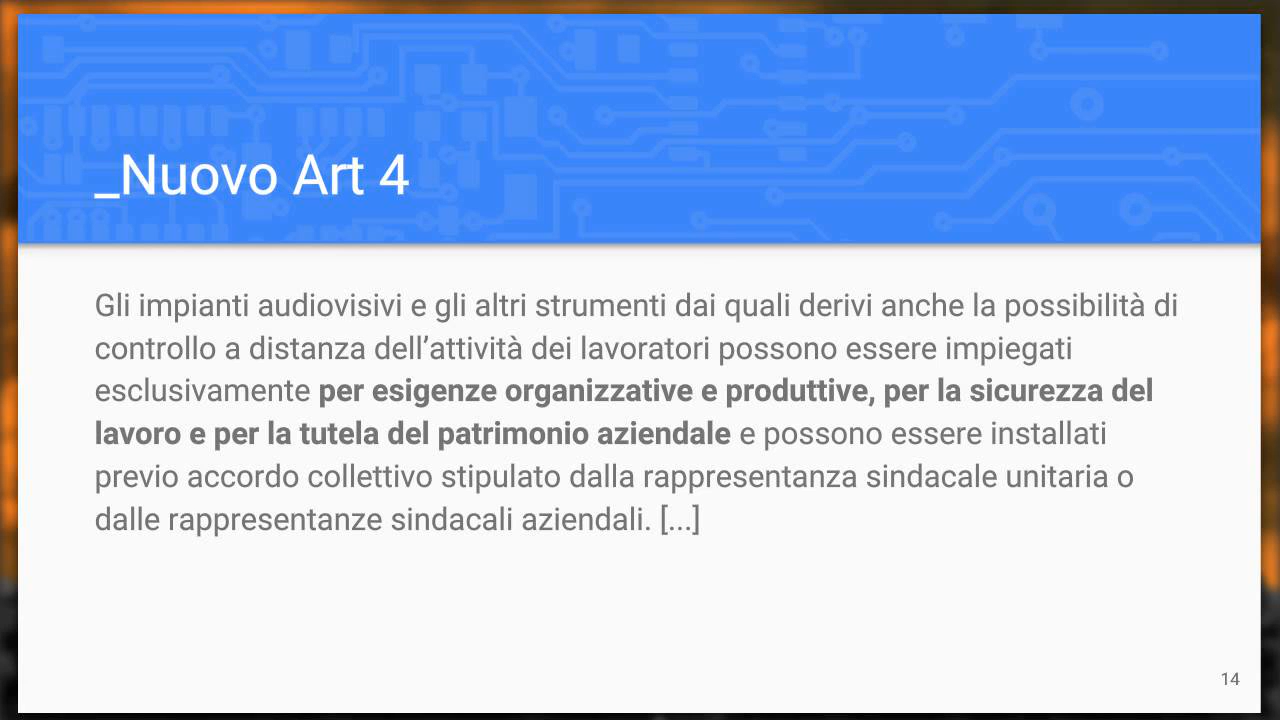 _Nuovo Art 4
Gli impianti audiovisivi e gli altri strumenti dai quali derivi anche la possibilità di
controllo a distanza dell’attività dei lavoratori possono essere impiegati
esclusivamente per esigenze organizzative e produttive, per la sicurezza del
lavoro e per la tutela del patrimonio aziendale e possono essere installati
previo accordo collettivo stipulato dalla rappresentanza sindacale unitaria o
dalle rappresentanze sindacali aziendali. [...]
14